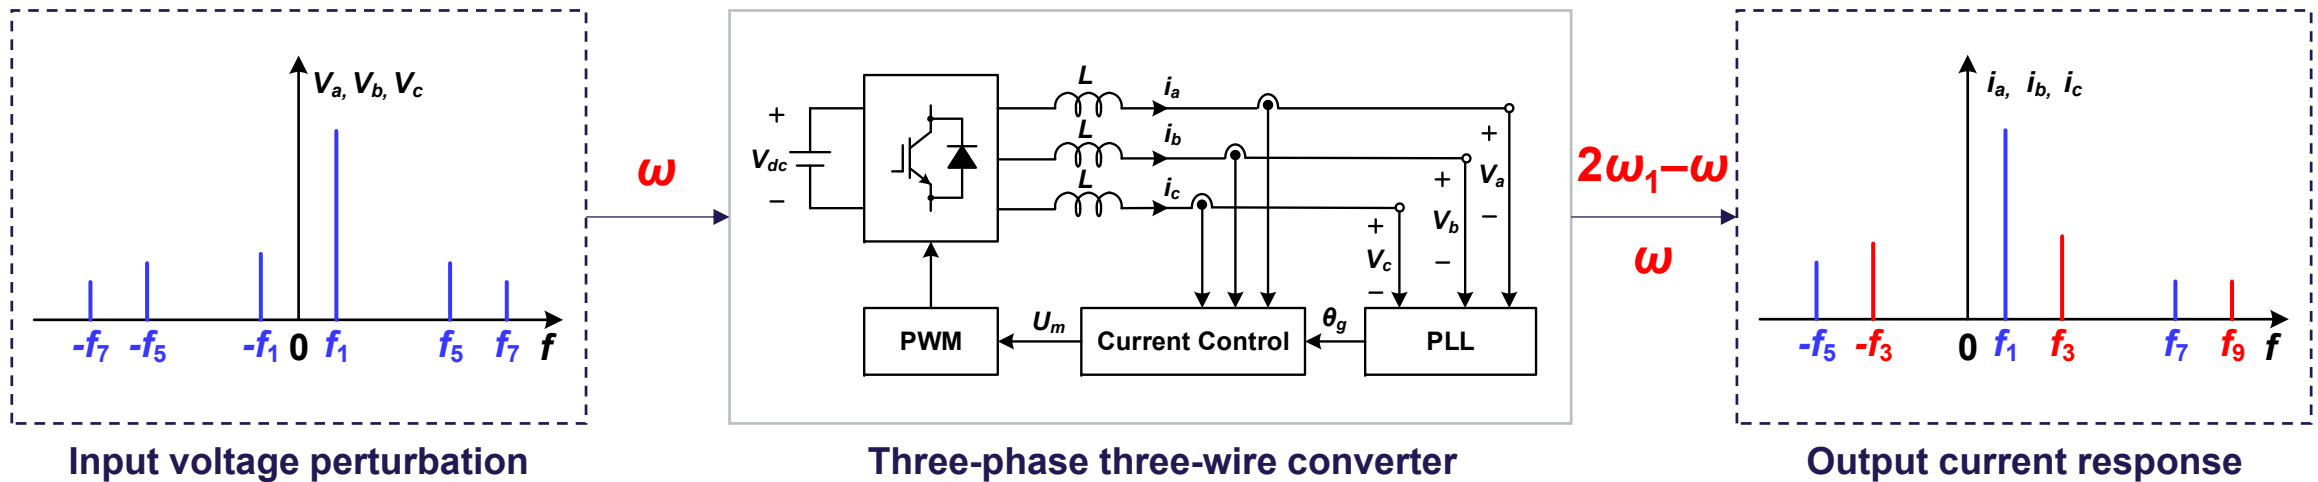 Va, Vb, Vc
-f7 -f5 -f1 0 f1 f5 f7 f
Input voltage perturbation
ω
+
Vdc
−
L
ia
L
ib
L
ic
+
Va
−
+
Vb
−
+
Vc
−
PWM
Um
Current Control
θg
PLL
Three-phase three-wire converter
2ω1−ω
ω
ia, ib, ic
-f5 -f3 0 f1 f3 f7 f9 f
Output current response